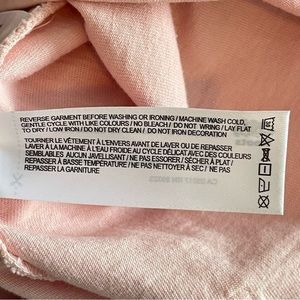 REVERSE GARMENT BEFORE WASHING OR IRONING / MACHINE WASH COLD,
GENTLE CYCLE WITH LIKE COLOURS / NO BLEACH / DO NOT WRING / LAY FLAT
TO DRY / LOW IRON / DO NOT DRY CLEAN / DO NOT IRON DECORATION
TOURNER LE VÊTEMENT À L'ENVERS AVANT DE LAVER OU DE REPASSER
LAVER À LA MACHINE À L'EAU FROIDE AU CYCLE DÉLICAT AVEC DES COULEURS
SEMBLABLES AUCUN JAVELLISANT / NE PAS ESSORER / SÉCHER À PLAT /
REPASSER À BASSE TEMPÉRATURE / NE PAS NETTOYER À SEC / NE PAS
REPASSER LA GARNITURE